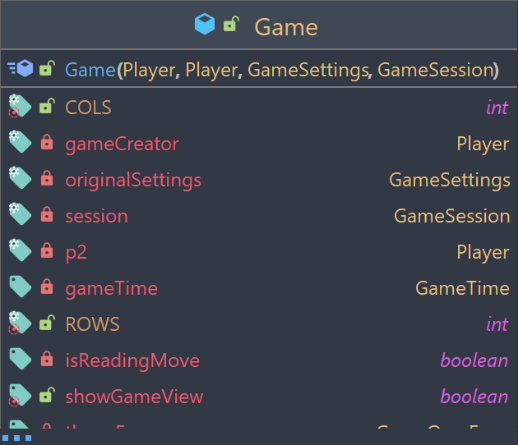 Game
Game(Player, Player, GameSettings, GameSession)
COLS int
gameCreator Player
originalSettings GameSettings
session GameSession
p2 Player
gameTime GameTime
ROWS int
isReadingMove boolean
showGameView boolean